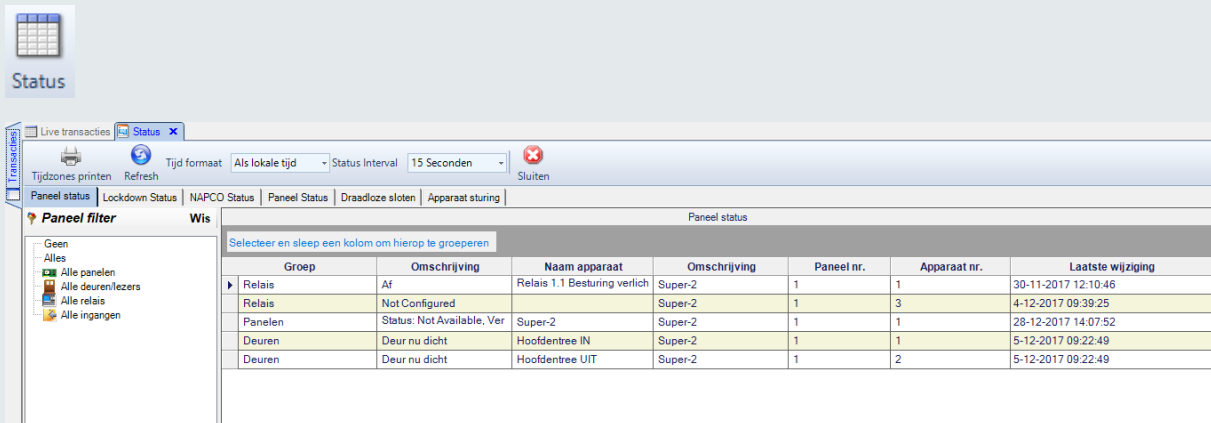 Status
Transacties
Live transacties Status X
Tijdzones printen Refresh Tijd formaat Als lokale tijd Status Interval 15 Seconden Sluiten
Paneel status Lockdown Status NAPCO Status Paneel Status Draadloze sloten Apparaat sturing
Paneel filter Wis Paneel status
Geen
Alles
Alle panelen
Alle deuren/lezers
Alle relais
Alle ingangen
Selecteer en sleep een kolom om hierop te groeperen
Groep Omschrijving Naam apparaat Omschrijving Paneel nr. Apparaat nr. Laatste wijziging
Relais Af Relais 1.1 Besturing verlich Super-2 1 1 30-11-2017 12:10:46
Relais Not Configured Super-2 1 3 4-12-2017 09:39:25
Panelen Status: Not Available, Ver Super-2 Super-2 1 1 28-12-2017 14:07:52
Deuren Deur nu dicht Hoofdentree IN Super-2 1 1 5-12-2017 09:22:49
Deuren Deur nu dicht Hoofdentree UIT Super-2 1 2 5-12-2017 09:22:49